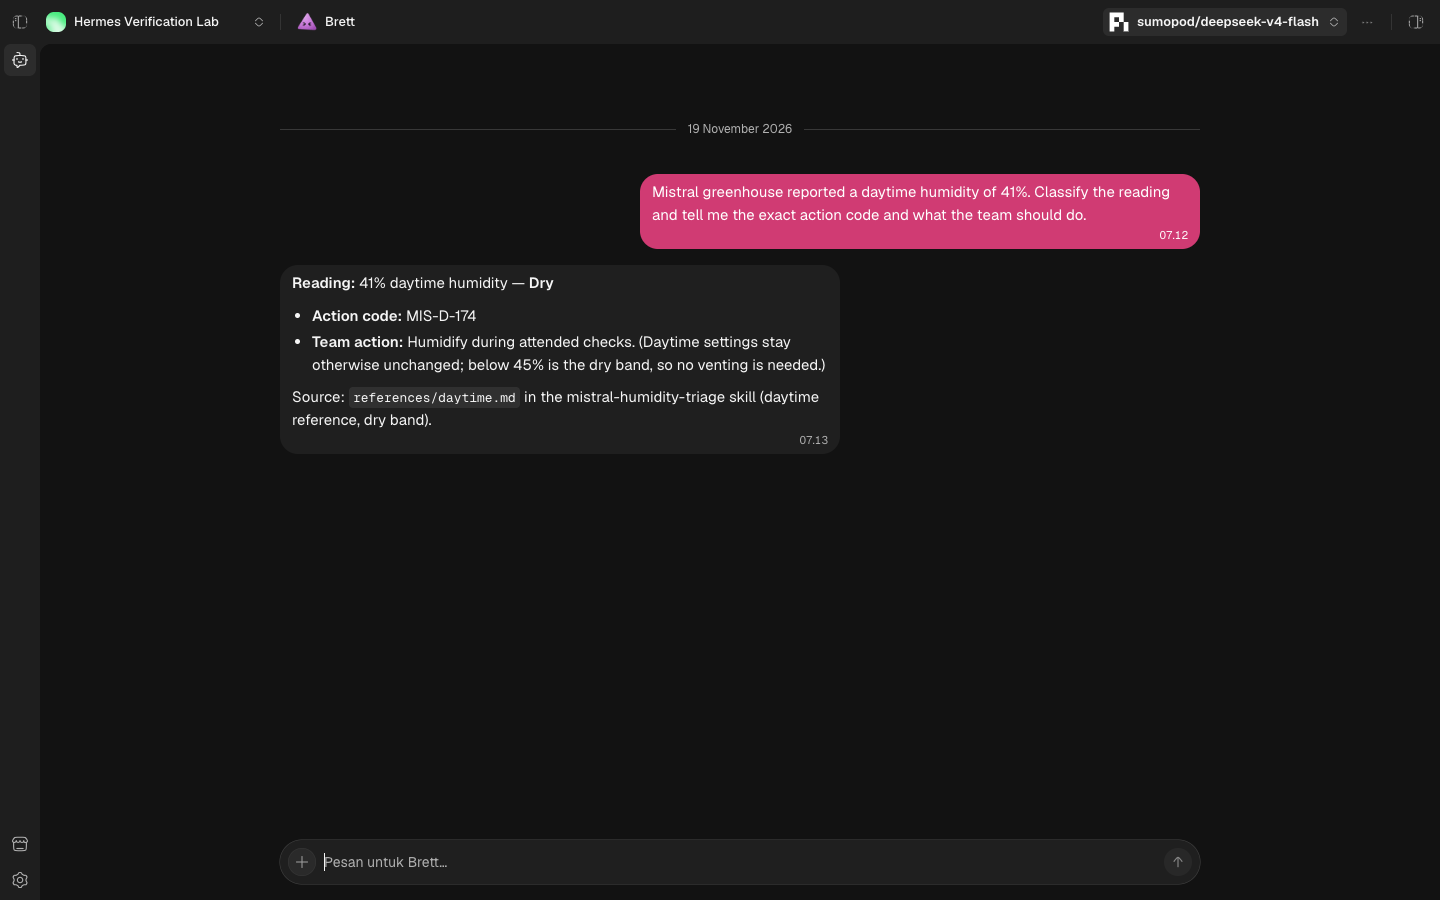 Hermes Verification Lab
Brett
sumopod/deepseek-v4-flash
19 November 2026
Mistral greenhouse reported a daytime humidity of 41%. Classify the reading
and tell me the exact action code and what the team should do.
07.12
Reading: 41% daytime humidity — Dry
• Action code: MIS-D-174
• Team action: Humidify during attended checks. (Daytime settings stay
otherwise unchanged; below 45% is the dry band, so no venting is needed.)
Source: references/daytime.md in the mistral-humidity-triage skill (daytime
reference, dry band).
07.13
Pesan untuk Brett...